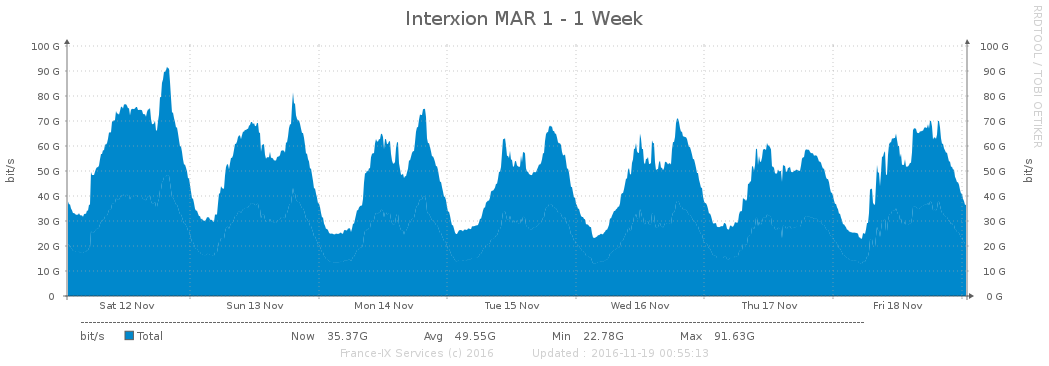 Interxion MAR 1 - 1 Week
RRDTOOL / TOBI OETIKER
bit/s
100 G 100 G
90 G 90 G
80 G 80 G
70 G 70 G
60 G 60 G
50 G 50 G
40 G 40 G
30 G 30 G
20 G 20 G
10 G 10 G
0 0 G
bit/s
Sat 12 Nov Sun 13 Nov Mon 14 Nov Tue 15 Nov Wed 16 Nov Thu 17 Nov Fri 18 Nov
bit/s Total Now 35.37G Avg 49.55G Min 22.78G Max 91.63G
France-IX Services (c) 2016 Updated : 2016-11-19 00:55:13